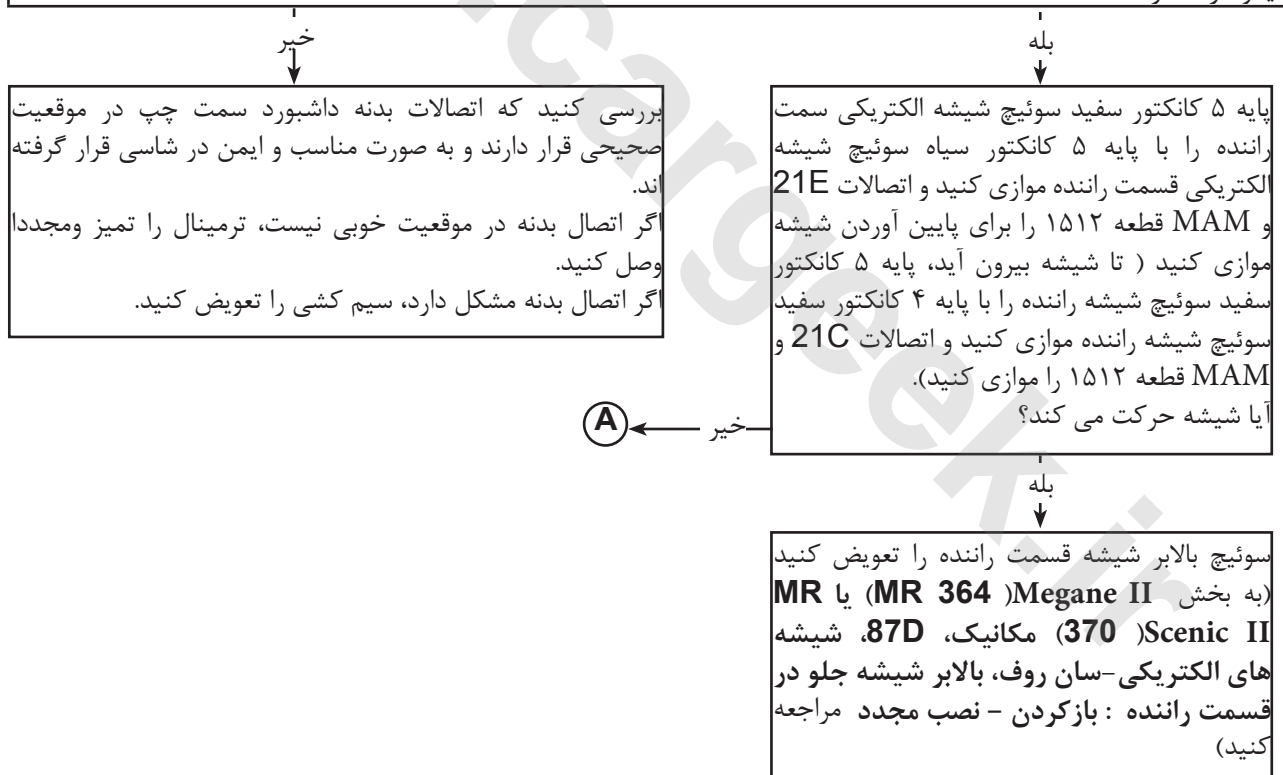 خیر
بله
بررسی کنید که اتصالات بدنه داشبورد سمت چپ در موقعیت
صحیحی قرار دارند و به صورت مناسب و ایمن در شاسی قرار گرفته
اند.
اگر اتصال بدنه در موقعیت خوبی نیست، ترمینال را تمیز ومجددا
وصل کنید.
اگر اتصال بدنه مشکل دارد، سیم کشی را تعویض کنید.
پایه ۵ کانکتور سفید سوئیچ شیشه الکتریکی سمت
راننده را با پایه ۵ کانکتور سیاه سوئیچ شیشه
الکتریکی قسمت راننده موازی کنید و اتصالات 21E
و MAM قطعه ۱۵۱۲ را برای پایین آوردن شیشه
موازی کنید ( تا شیشه بیرون آید، پایه ۵ کانکتور
سفید سوئیچ شیشه راننده را با پایه ۴ کانکتور سفید
سوئیچ شیشه راننده موازی کنید و اتصالات 21C و
MAM قطعه ۱۵۱۲ را موازی کنید).
آیا شیشه حرکت می کند؟
خیر
A
بله
سوئیچ بالابر شیشه قسمت راننده را تعویض کنید
(به بخش Megane II( MR 364) یا MR
Scenic II( 370) مکانیک، 87D، شیشه
های الکتریکی-سان روف، بالابر شیشه جلو در
قسمت راننده : بازکردن - نصب مجدد مراجعه
کنید)
cargeek.ir